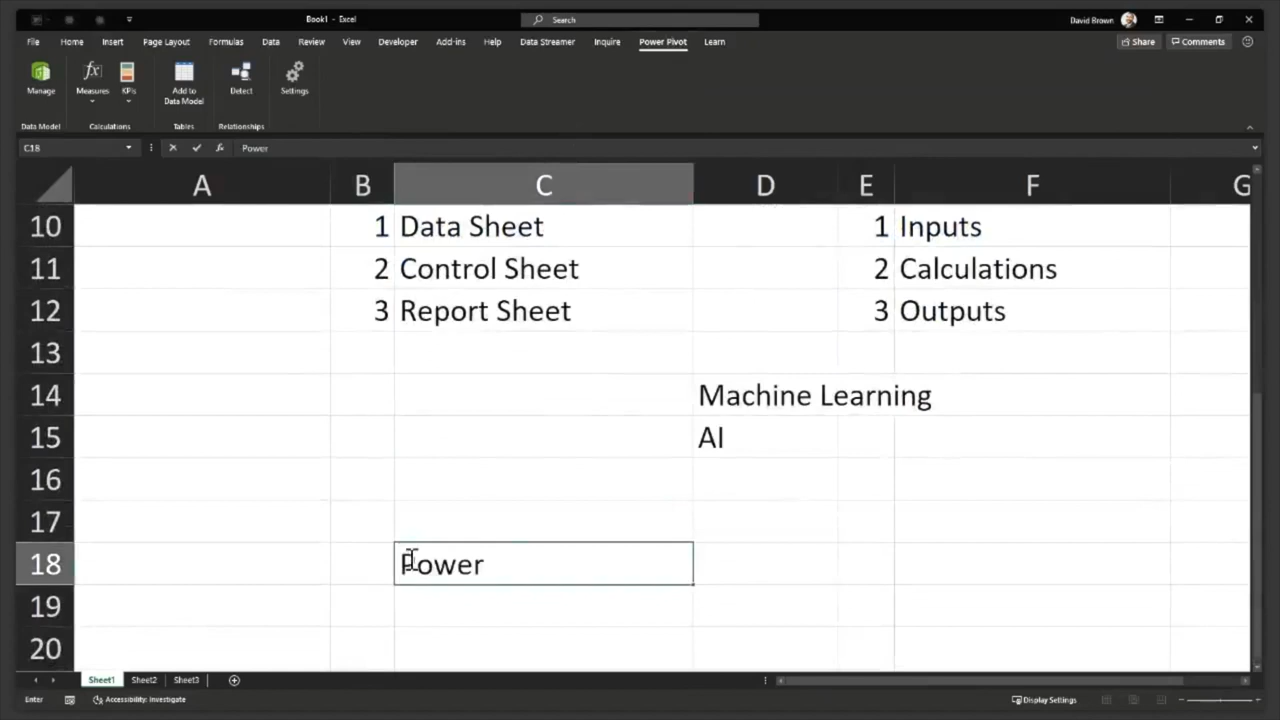 Book1 - Excel
Search
David Brown
File Home Insert Page Layout Formulas Data Review View Developer Add-ins Help Data Streamer Inquire Power Pivot Learn
Share Comments
Manage Measures KPIs Add to Data Model Detect Settings
Data Model Calculations Tables Relationships
C18 fx Power
A B C D E F G
10 1 Data Sheet 1 Inputs
11 2 Control Sheet 2 Calculations
12 3 Report Sheet 3 Outputs
13
14 Machine Learning
15 AI
16
17
18 Power
19
20
Sheet1 Sheet2 Sheet3
Enter Accessibility: Investigate Display Settings